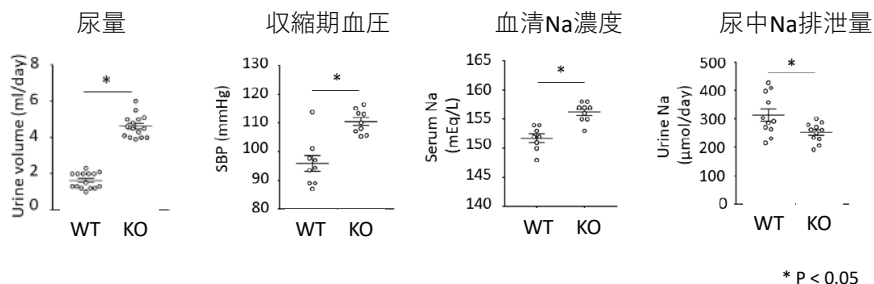 尿量
収縮期血圧
血清Na濃度
尿中Na排泄量
Urine volume (ml/day)
8
6
4
2
0
*
WT
KO
SBP (mmHg)
130
120
110
100
90
80
*
WT
KO
Serum Na
(mEq/L)
165
160
155
150
145
140
*
WT
KO
Urine Na
(μmol/day)
500
400
300
200
100
0
*
WT
KO
* P < 0.05